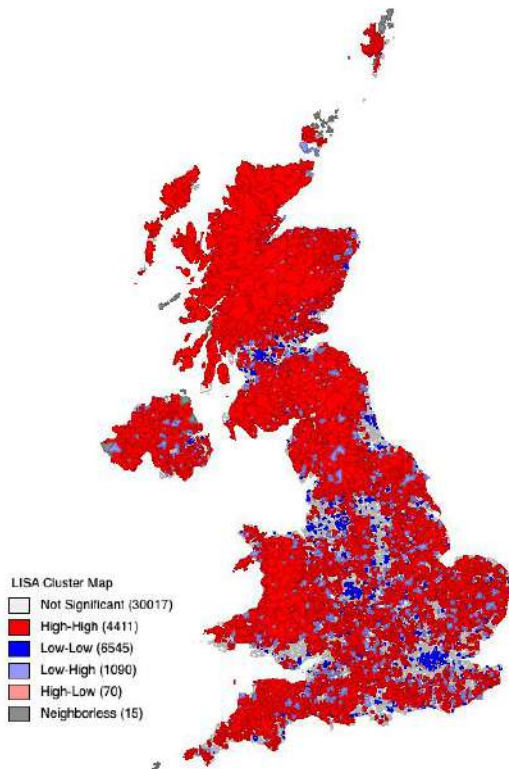 LISA Cluster Map
Not Significant (30017)
High-High (4411)
Low-Low (6545)
Low-High (1090)
High-Low (70)
Neighborless (15)